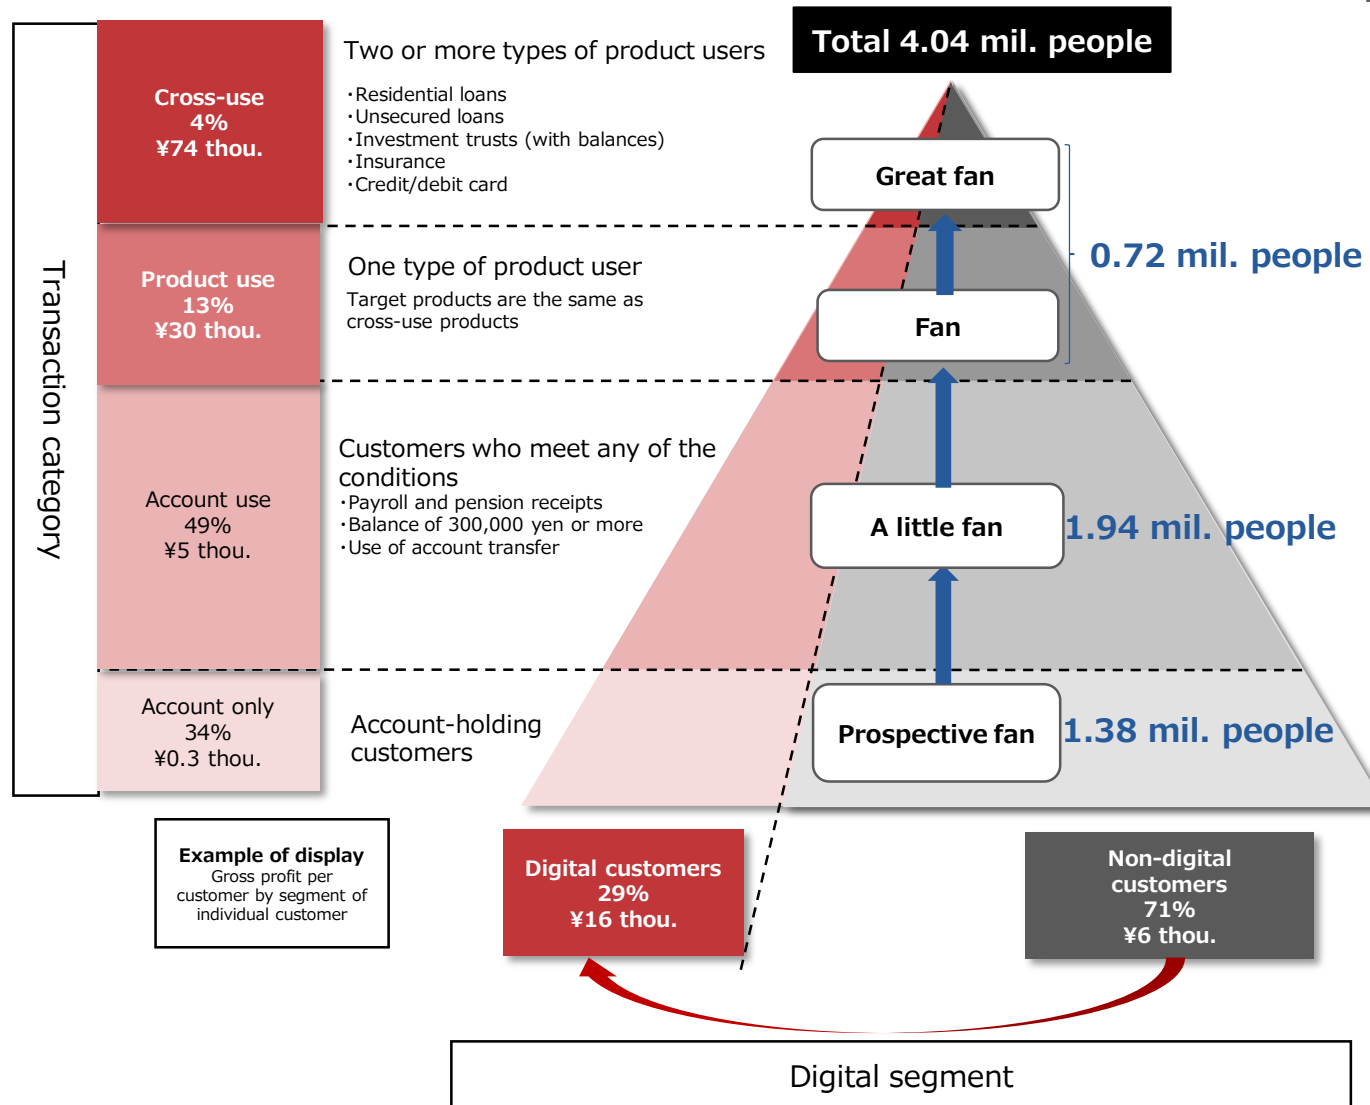 Transaction category
Cross-use
4%
¥74 thou.
Two or more types of product users
・Residential loans
・Unsecured loans
・Investment trusts (with balances)
・Insurance
・Credit/debit card
Product use
13%
¥30 thou.
One type of product user
Target products are the same as
cross-use products
Account use
49%
¥5 thou.
Customers who meet any of the
conditions
・Payroll and pension receipts
・Balance of 300,000 yen or more
・Use of account transfer
Account only
34%
¥0.3 thou.
Account-holding
customers
Total 4.04 mil. people
Great fan
0.72 mil. people
Fan
A little fan
1.94 mil. people
Prospective fan
1.38 mil. people
Example of display
Gross profit per
customer by segment of
individual customer
Digital customers
29%
¥16 thou.
Non-digital
customers
71%
¥6 thou.
Digital segment